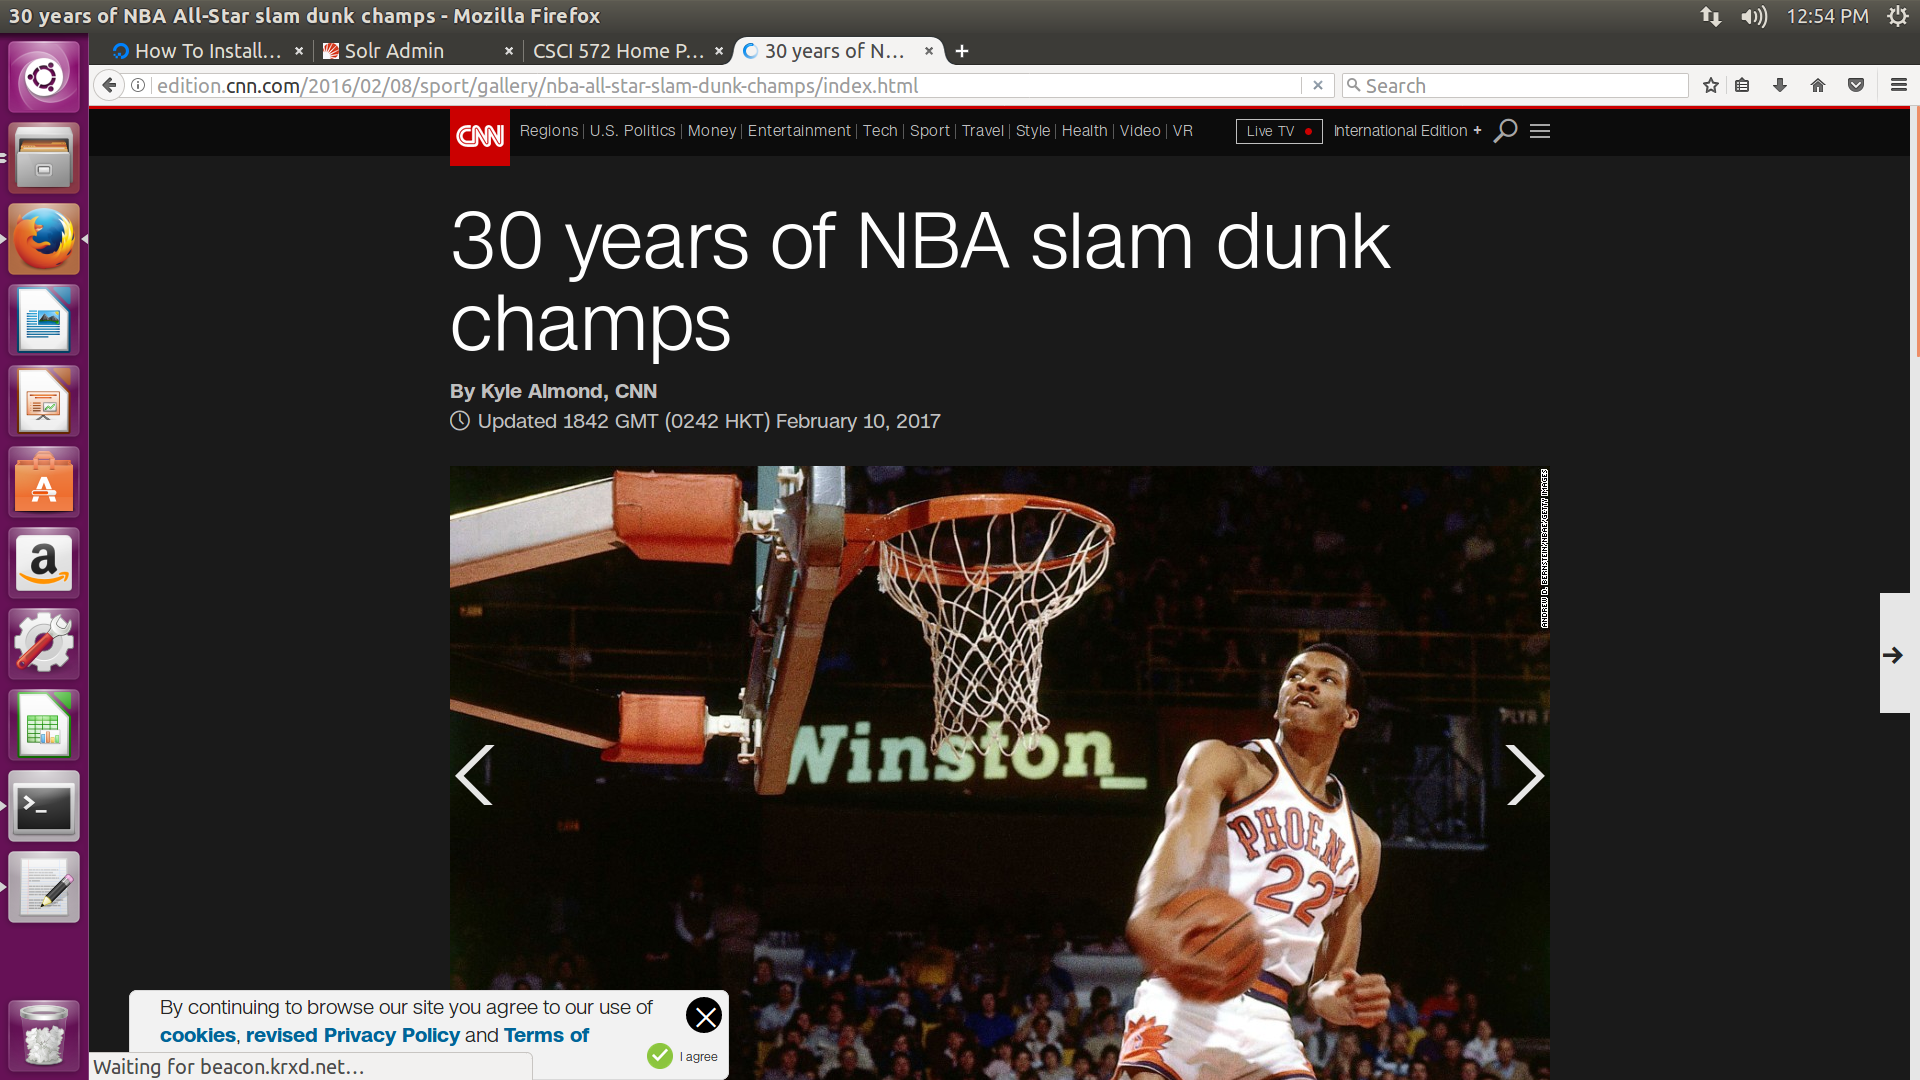 30 years of NBA All-Star slam dunk champs - Mozilla Firefox
12:54 PM
How To Install...
Solr Admin
CSCI 572 Home P...
30 years of N...
edition.cnn.com/2016/02/08/sport/gallery/nba-all-star-slam-dunk-champs/index.html
Search
CNN
Regions
U.S. Politics
Money
Entertainment
Tech
Sport
Travel
Style
Health
Video
VR
Live TV
International Edition +
30 years of NBA slam dunk
champs
By Kyle Almond, CNN
Updated 1842 GMT (0242 HKT) February 10, 2017
ANDREW D. BERNSTEIN/NBAE/GETTY IMAGES
Winston
PLYR
PHOENI
22
By continuing to browse our site you agree to our use of
cookies, revised Privacy Policy and Terms of
I agree
Waiting for beacon.krxd.net...